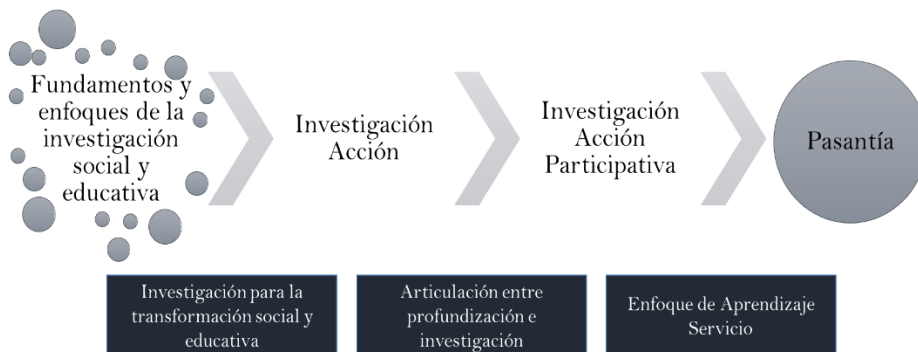 Fundamentos y
enfoques de la
investigación
social y
educativa
Investigación
Acción
Investigación
Acción
Participativa
Pasantía
Investigación para la
transformación social y
educativa
Articulación entre
profundización e
investigación
Enfoque de Aprendizaje
Servicio